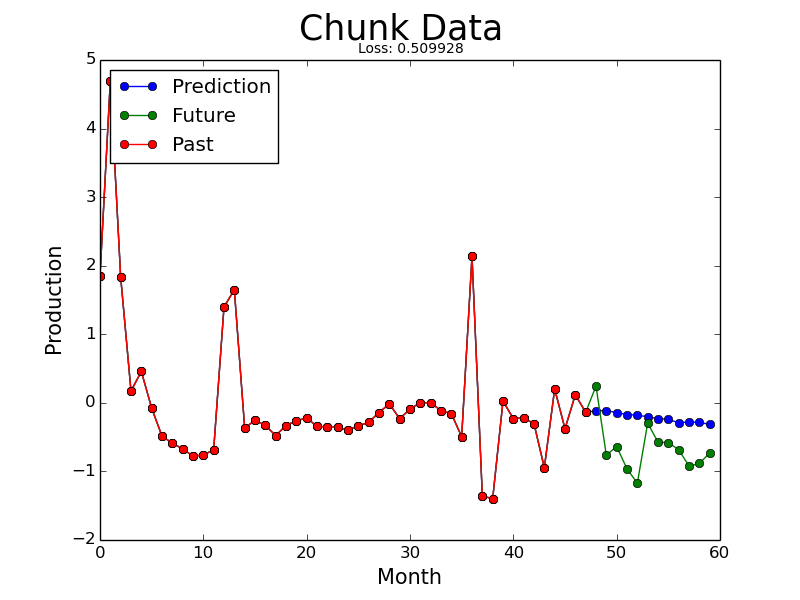 Chunk Data
Loss: 0.509928
Prediction
Future
Past
Production
5
4
3
2
1
0
−1
−2
0 10 20 30 40 50 60
Month